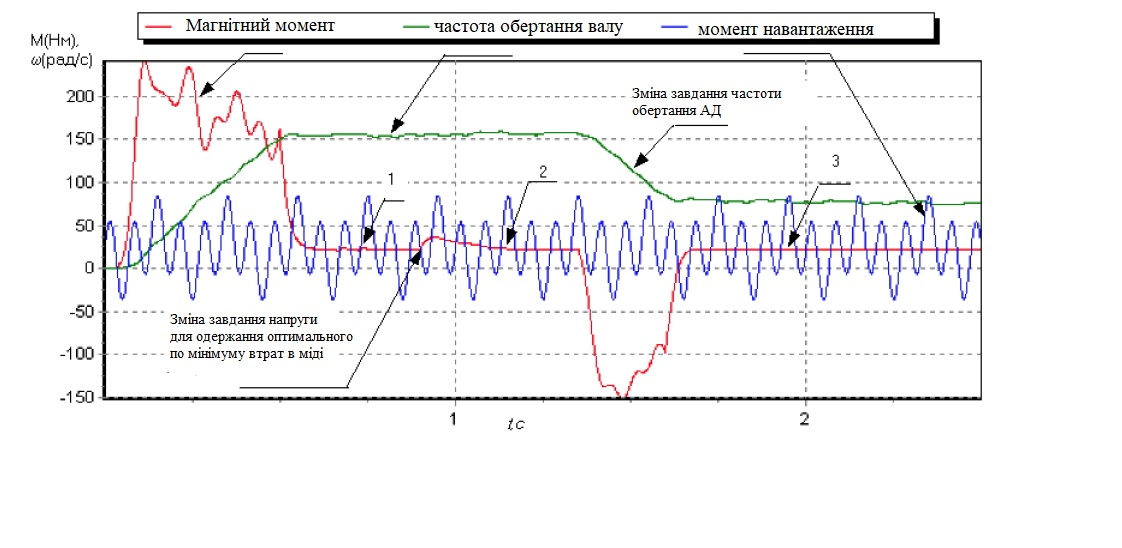 Магнітний момент
частота обертання валу
момент навантаження
М(Нм),
ω(рад/с)
200
150
100
50
0
-50
-100
-150
Зміна завдання частоти
обертання АД
1
2
3
Зміна завдання напруги
для одержання оптимального
по мінімуму втрат в міді
1
tc
2